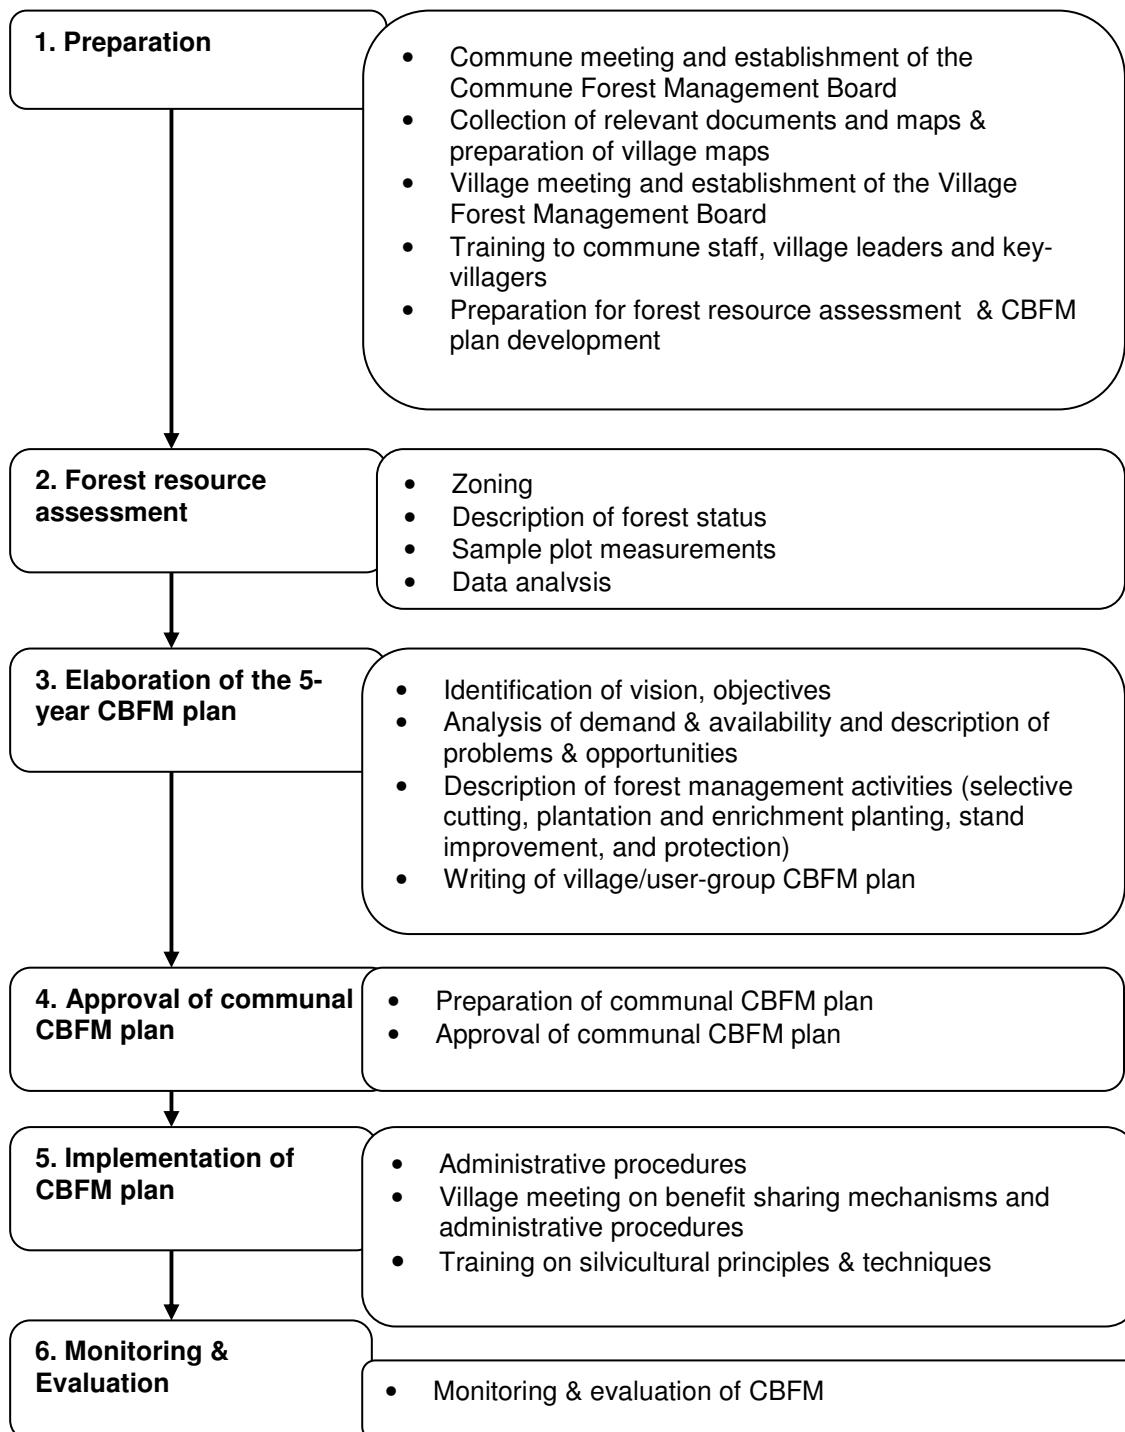 1. Preparation
• Commune meeting and establishment of the
Commune Forest Management Board
• Collection of relevant documents and maps &
preparation of village maps
• Village meeting and establishment of the Village
Forest Management Board
• Training to commune staff, village leaders and key-
villagers
• Preparation for forest resource assessment & CBFM
plan development
2. Forest resource
assessment
• Zoning
• Description of forest status
• Sample plot measurements
• Data analysis
3. Elaboration of the 5-
year CBFM plan
• Identification of vision, objectives
• Analysis of demand & availability and description of
problems & opportunities
• Description of forest management activities (selective
cutting, plantation and enrichment planting, stand
improvement, and protection)
• Writing of village/user-group CBFM plan
4. Approval of communal
CBFM plan
• Preparation of communal CBFM plan
• Approval of communal CBFM plan
5. Implementation of
CBFM plan
• Administrative procedures
• Village meeting on benefit sharing mechanisms and
administrative procedures
• Training on silvicultural principles & techniques
6. Monitoring &
Evaluation
• Monitoring & evaluation of CBFM